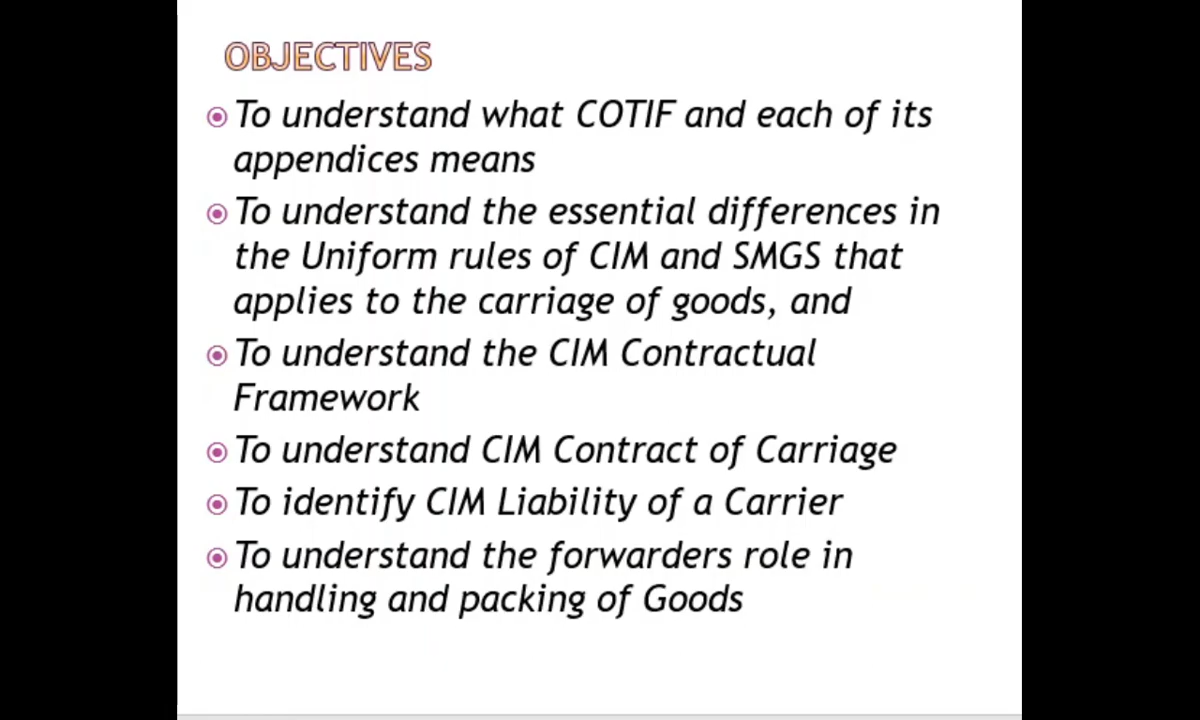 OBJECTIVES
To understand what COTIF and each of its
appendices means
To understand the essential differences in
the Uniform rules of CIM and SMGS that
applies to the carriage of goods, and
To understand the CIM Contractual
Framework
To understand CIM Contract of Carriage
To identify CIM Liability of a Carrier
To understand the forwarders role in
handling and packing of Goods